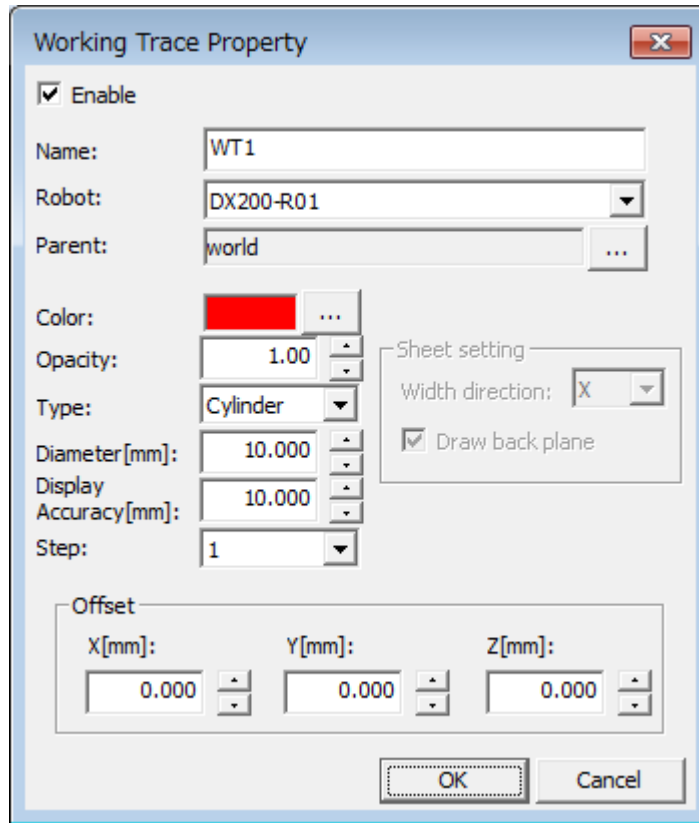 Working Trace Property
Enable
Name: WT1
Robot: DX200-R01
Parent: world ...
Color: ...
Opacity: 1.00
Sheet setting
Width direction: X
Type: Cylinder
Draw back plane
Diameter[mm]: 10.000
Display
Accuracy[mm]: 10.000
Step: 1
Offset
X[mm]: Y[mm]: Z[mm]:
0.000 0.000 0.000
OK Cancel